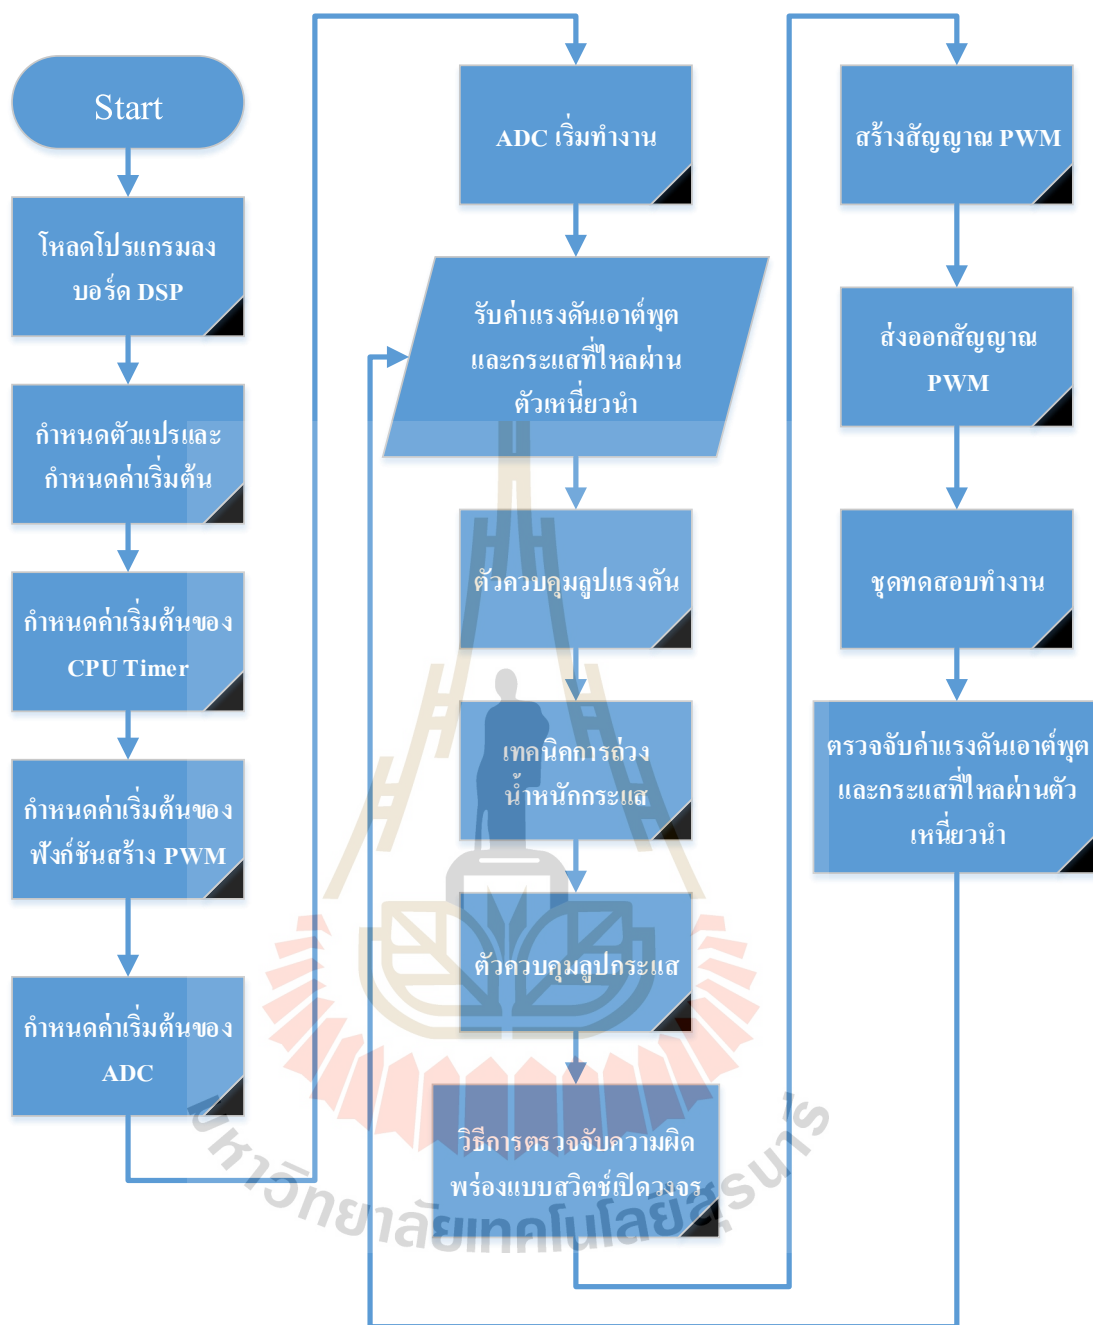 Start
โหลดโปรแกรมลง
บอร์ด DSP
กำหนดตัวแปรและ
กำหนดค่าเริ่มต้น
กำหนดค่าเริ่มต้นของ
CPU Timer
กำหนดค่าเริ่มต้นของ
ฟังก์ชันสร้าง PWM
กำหนดค่าเริ่มต้นของ
ADC
ADC เริ่มทำงาน
รับค่าแรงดันเอาต์พุต
และกระแสที่ไหลผ่าน
ตัวเหนี่ยวนำ
ตัวควบคุมลูปแรงดัน
เทคนิคการถ่วง
น้ำหนักกระแส
ตัวควบคุมลูปกระแส
วิธีการตรวจจับความผิด
พร่องแบบสวิตช์เปิดวงจร
สร้างสัญญาณ PWM
ส่งออกสัญญาณ
PWM
ชุดทดสอบทำงาน
ตรวจจับค่าแรงดันเอาต์พุต
และกระแสที่ไหลผ่านตัว
เหนี่ยวนำ
มหาวิทยาลัยเทคโนโลยีสุรนารี